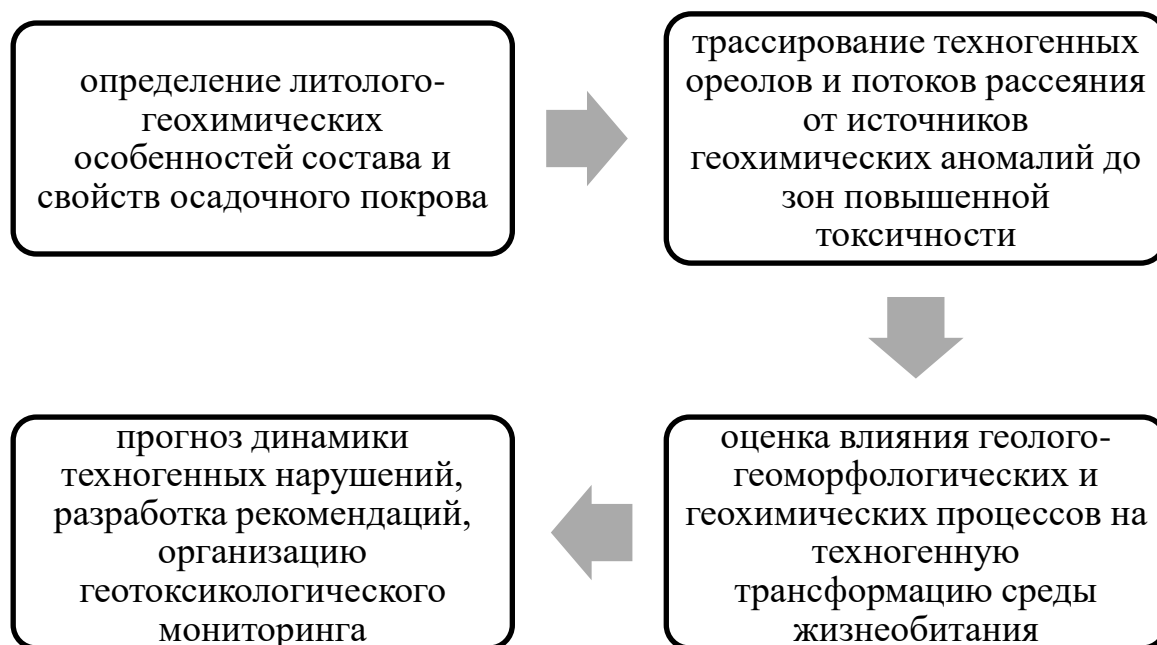 определение литолого-
геохимических
особенностей состава и
свойств осадочного покрова
трассирование техногенных
ореолов и потоков рассеяния
от источников
геохимических аномалий до
зон повышенной
токсичности
оценка влияния геолого-
геоморфологических и
геохимических процессов на
техногенную
трансформацию среды
жизнеобитания
прогноз динамики
техногенных нарушений,
разработка рекомендаций,
организацию
геотоксикологического
мониторинга